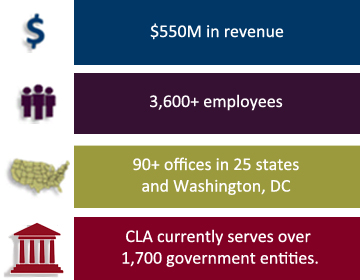 $550M in revenue
3,600+ employees
90+ offices in 25 states
and Washington, DC
CLA currently serves over
1,700 government entities.